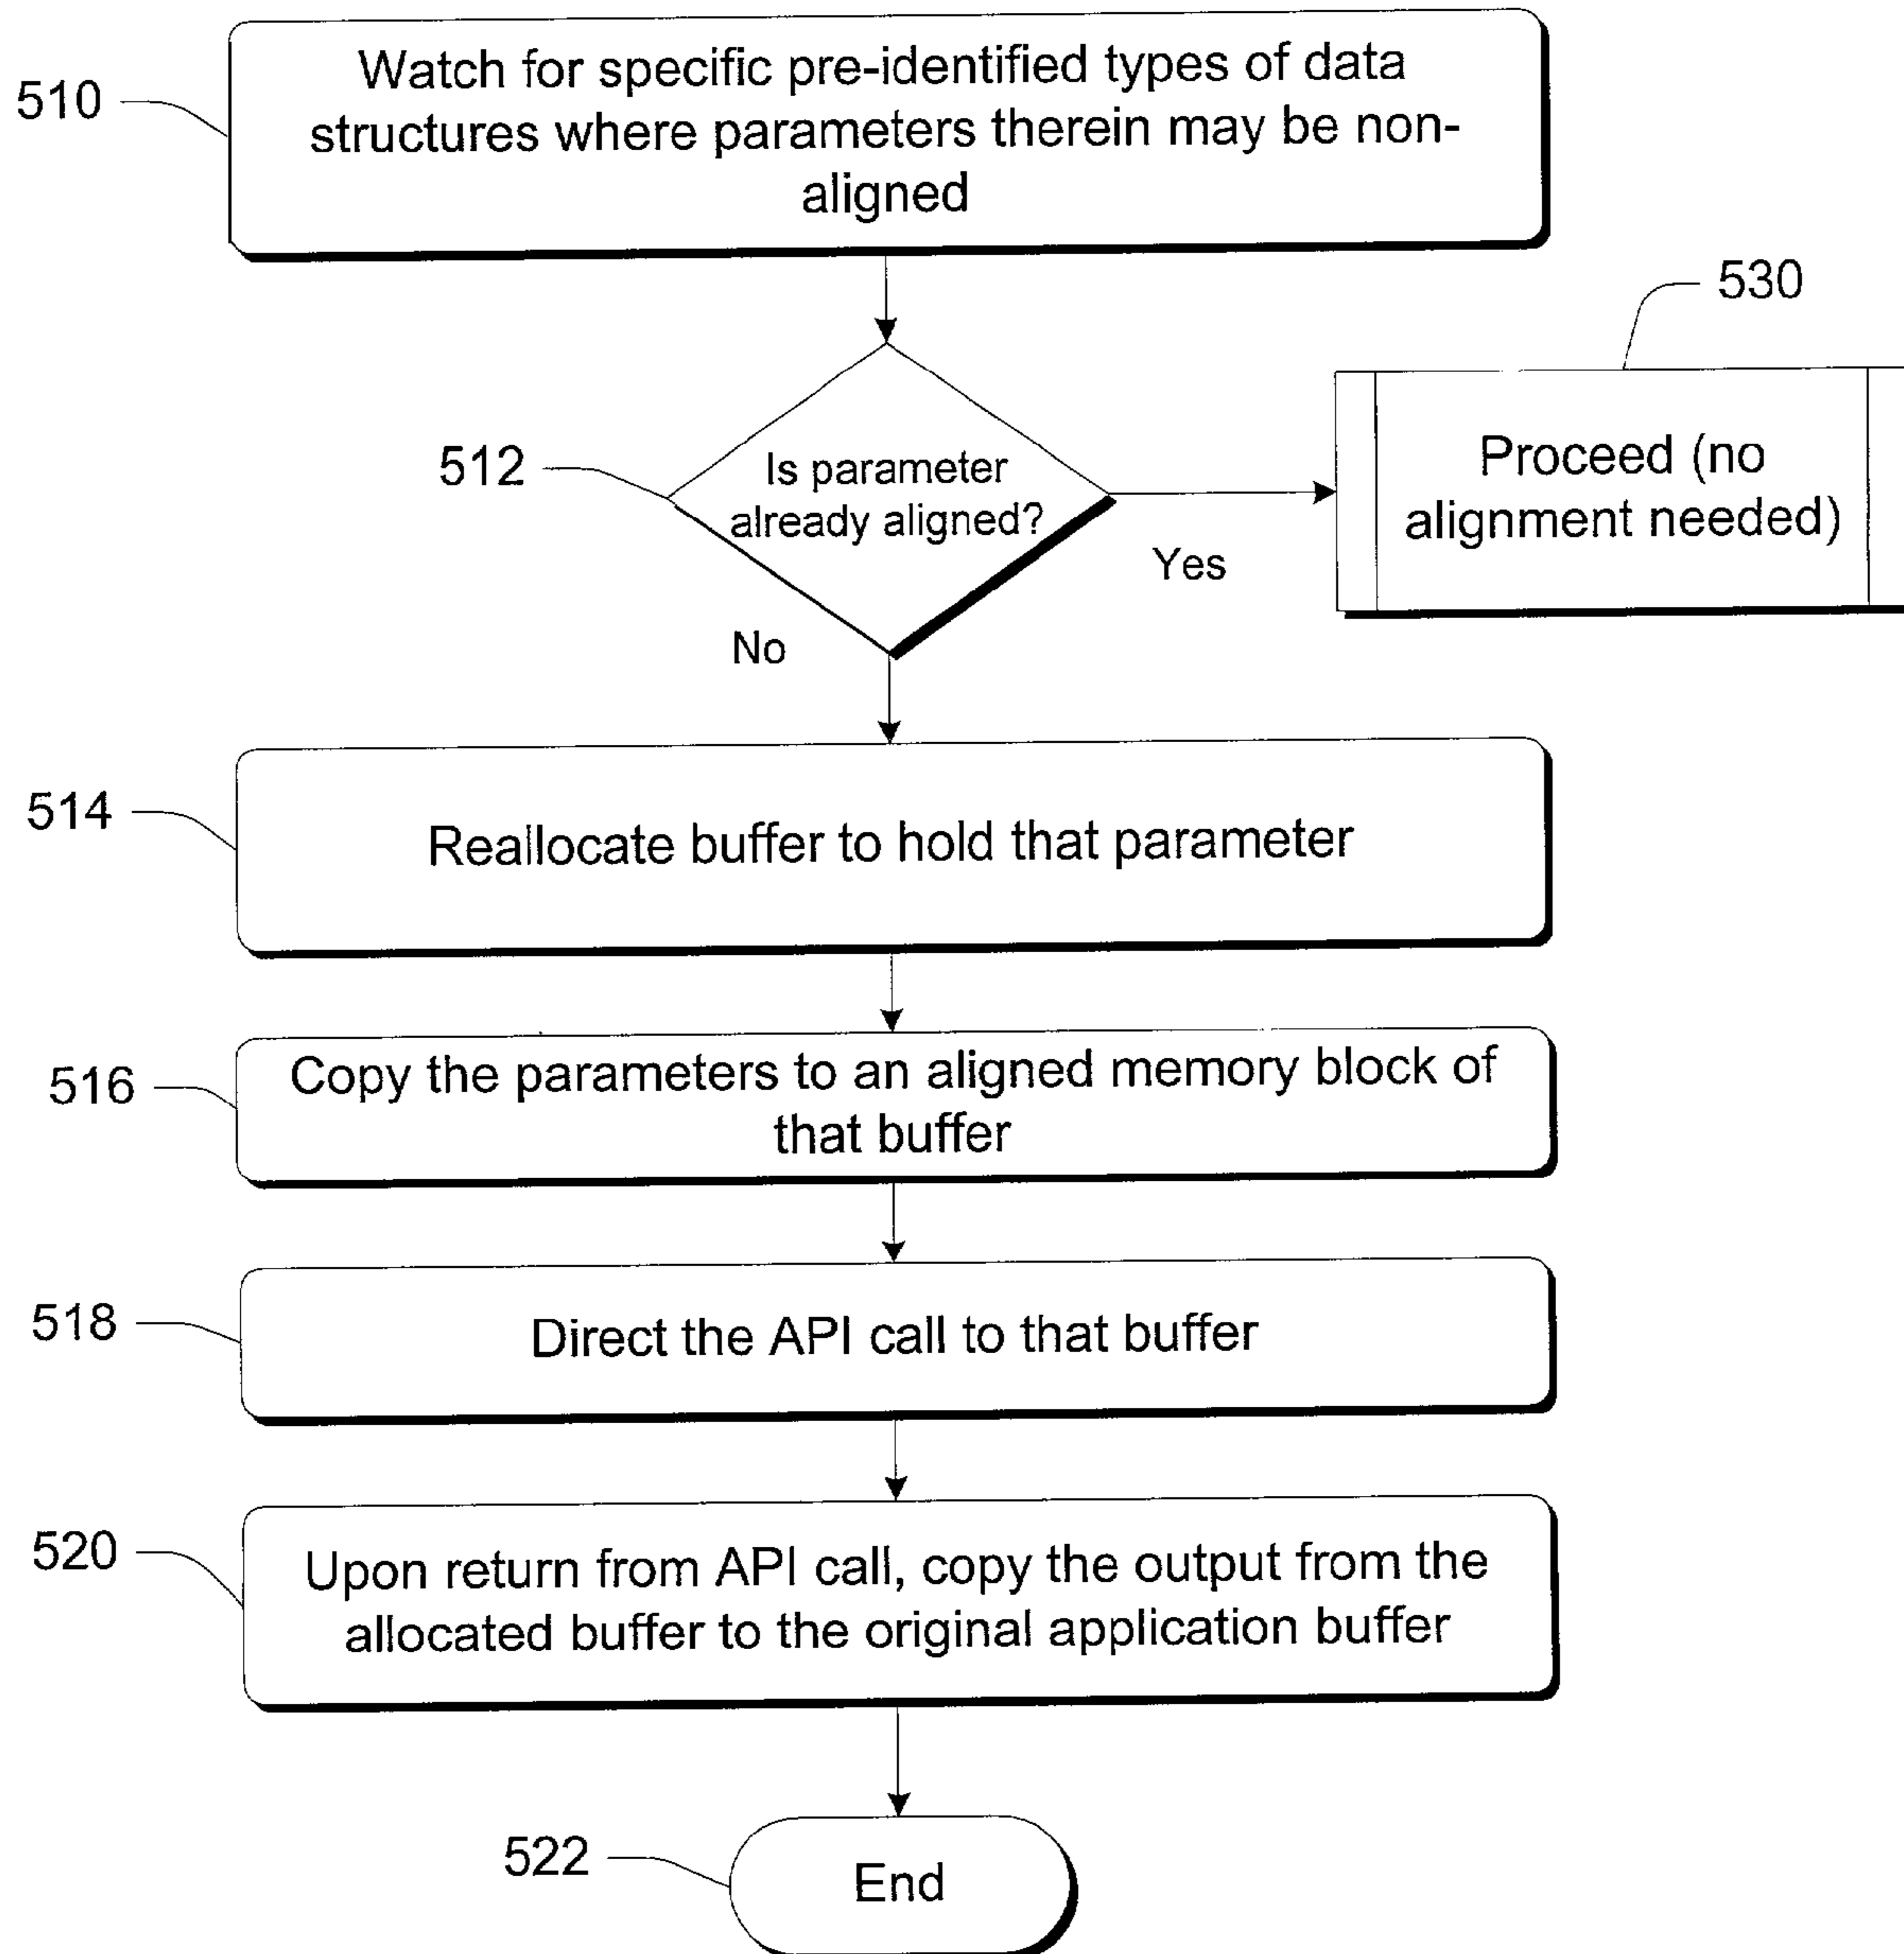 510
Watch for specific pre-identified types of data
structures where parameters therein may be non-
aligned
530
512
Is parameter
already aligned?
Proceed (no
alignment needed)
Yes
No
514
Reallocate buffer to hold that parameter
516
Copy the parameters to an aligned memory block of
that buffer
518
Direct the API call to that buffer
520
Upon return from API call, copy the output from the
allocated buffer to the original application buffer
522
End